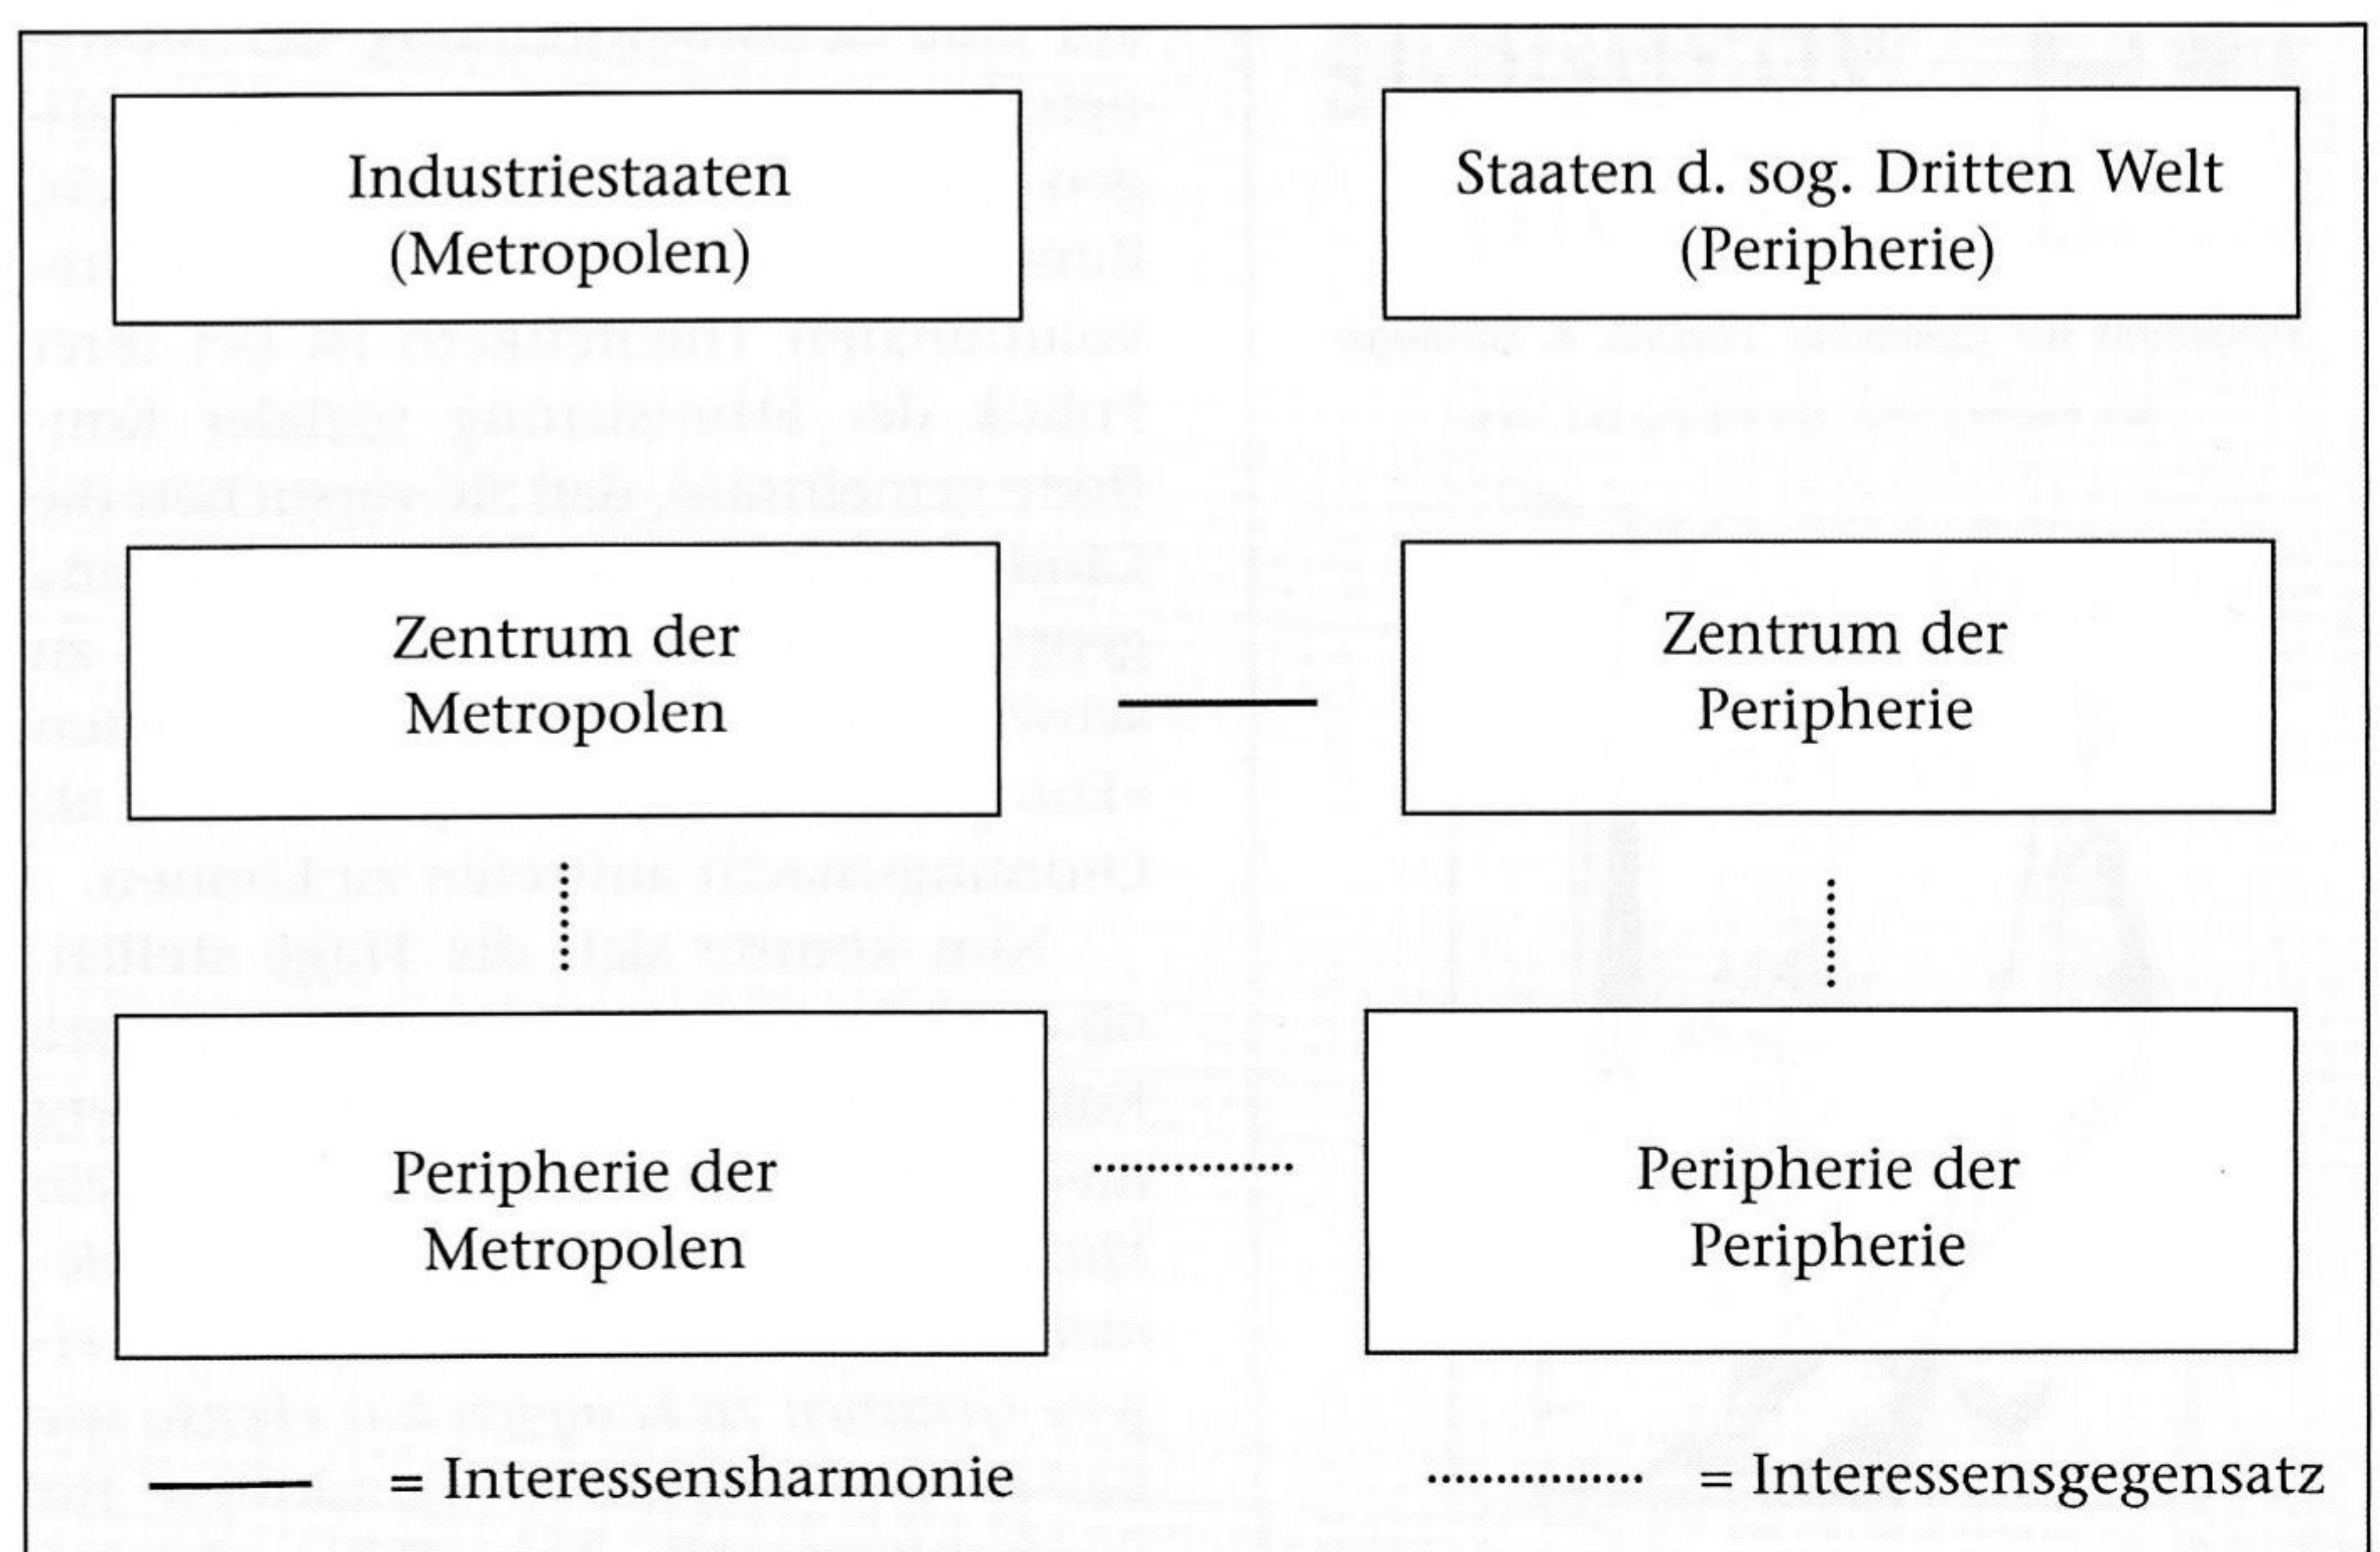 Industriestaaten
(Metropolen)
Staaten d. sog. Dritten Welt
(Peripherie)
Zentrum der
Metropolen
Zentrum der
Peripherie
Peripherie der
Metropolen
Peripherie der
Peripherie
= Interessensharmonie
= Interessensgegensatz